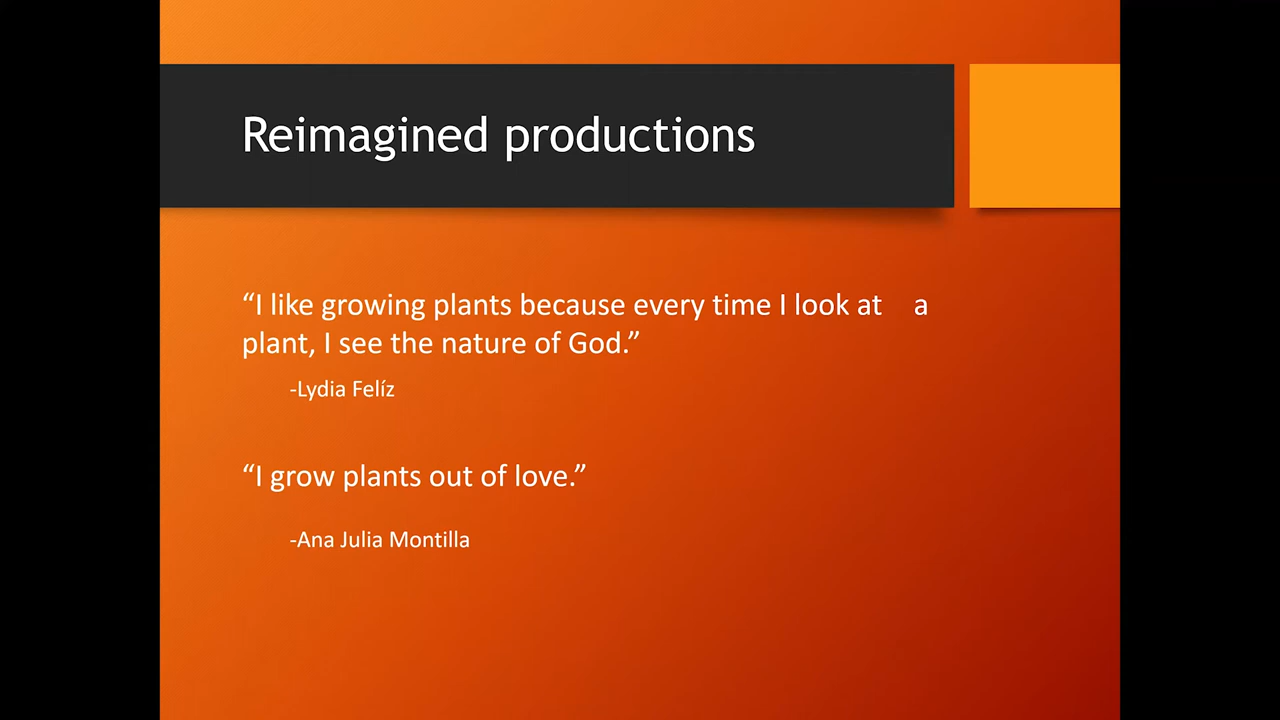 Reimagined productions
“I like growing plants because every time I look at a
plant, I see the nature of God.”
-Lydia Felíz
“I grow plants out of love.”
-Ana Julia Montilla